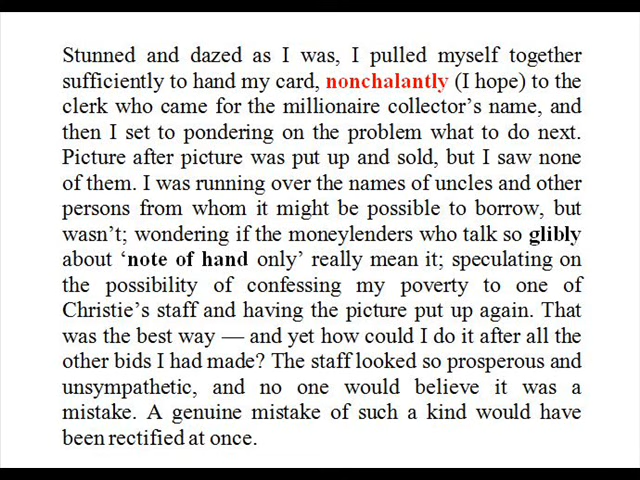 Stunned and dazed as I was, I pulled myself together
sufficiently to hand my card, nonchalantly (I hope) to the
clerk who came for the millionaire collector’s name, and
then I set to pondering on the problem what to do next.
Picture after picture was put up and sold, but I saw none
of them. I was running over the names of uncles and other
persons from whom it might be possible to borrow, but
wasn’t; wondering if the moneylenders who talk so glibly
about ‘note of hand only’ really mean it; speculating on
the possibility of confessing my poverty to one of
Christie’s staff and having the picture put up again. That
was the best way — and yet how could I do it after all the
other bids I had made? The staff looked so prosperous and
unsympathetic, and no one would believe it was a
mistake. A genuine mistake of such a kind would have
been rectified at once.